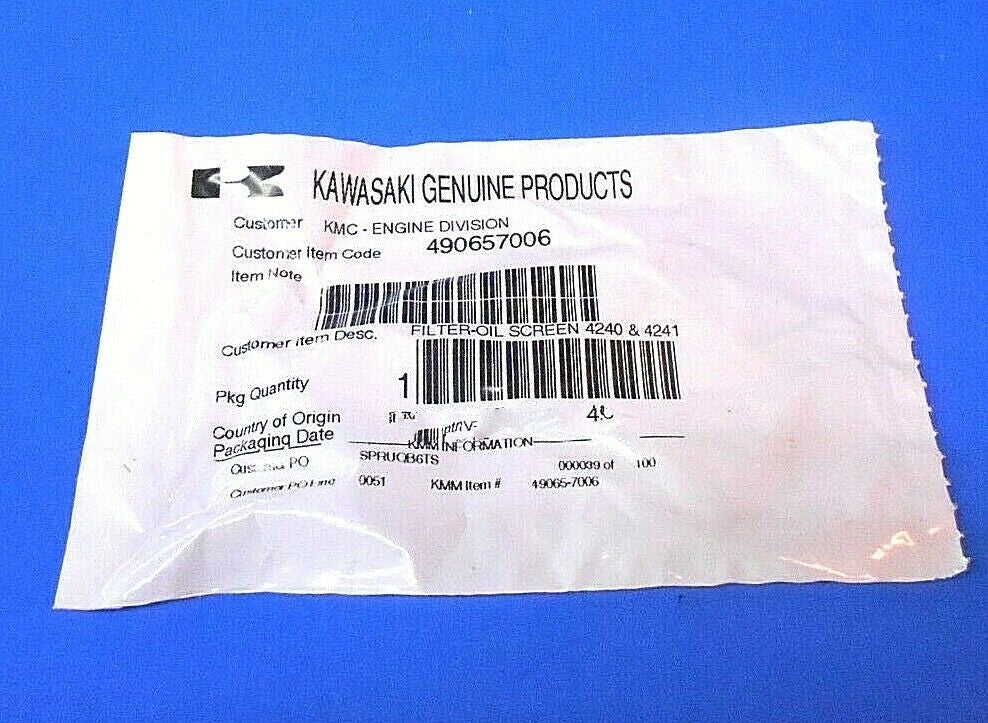 KAWASAKI GENUINE PRODUCTS
Customer KMC - ENGINE DIVISION
Customer Item Code 490657006
Item Note
Customer Item Desc. FILTER-OIL SCREEN 4240 & 4241
Pkg Quantity 1
Country of Origin
Packaging Date
KMM INFORMATION
PO SPRUOB6TS 000039 of 100
Customer PO Line 0051 KMM Item # 49065-7006